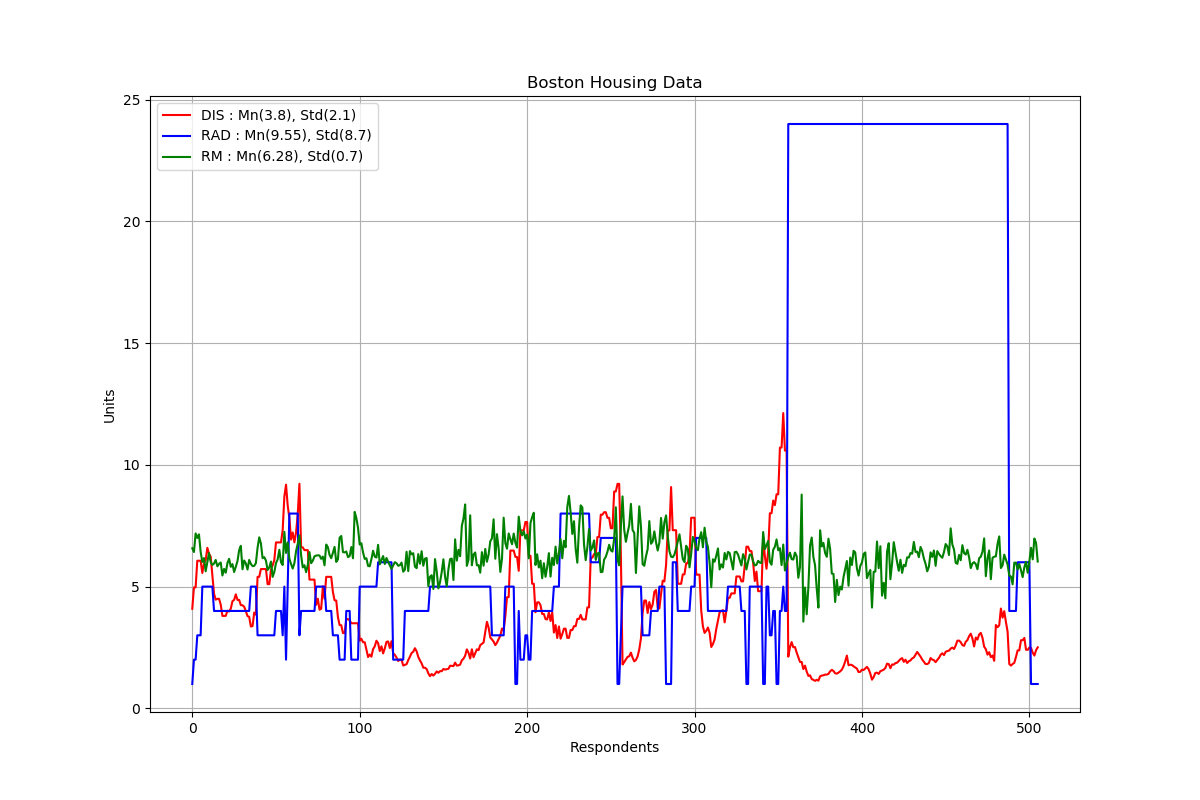 Boston Housing Data
25
20
15
10
5
0
Units
DIS : Mn(3.8), Std(2.1)
RAD : Mn(9.55), Std(8.7)
RM : Mn(6.28), Std(0.7)
0 100 200 300 400 500
Respondents